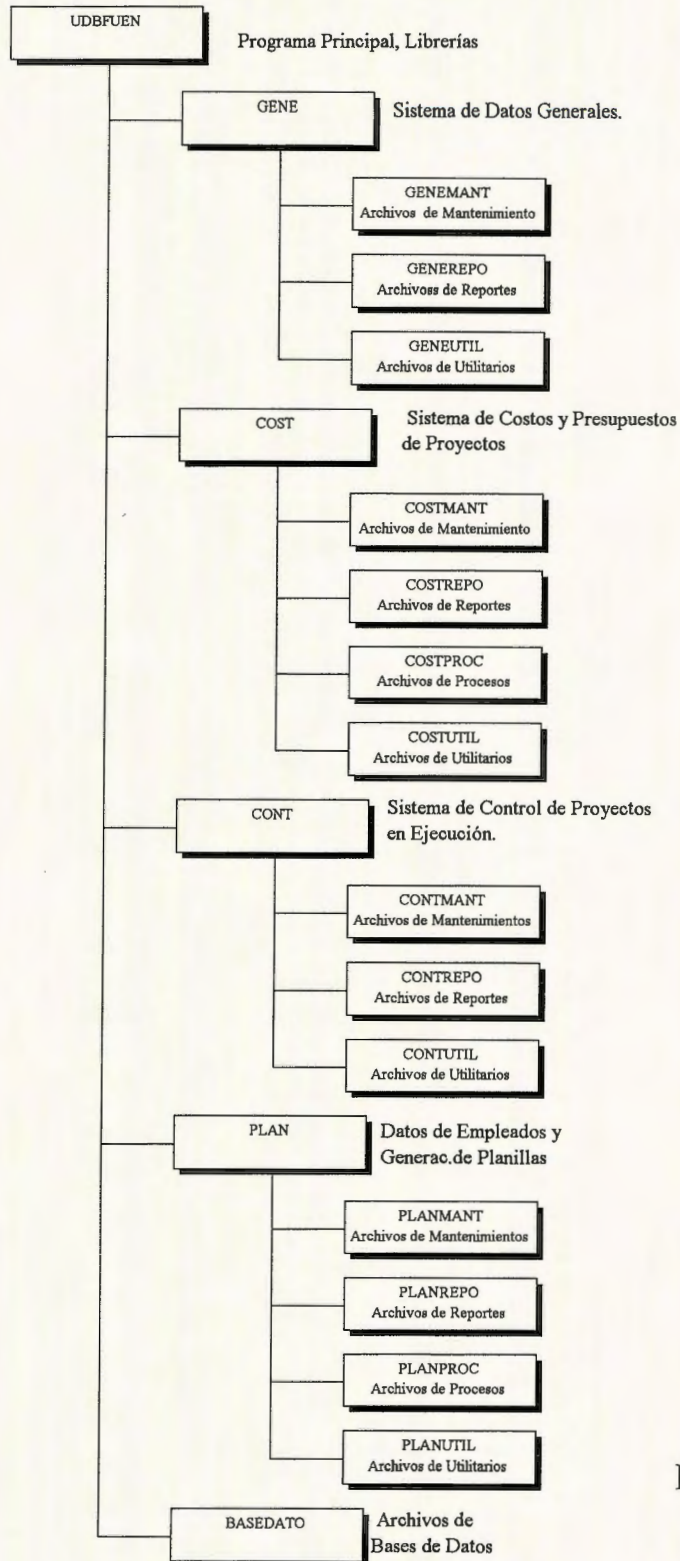 UDBFUEN
Programa Principal, Librerías
GENE
Sistema de Datos Generales.
GENEMANT
Archivos de Mantenimiento
GENEREPO
Archivoss de Reportes
GENEUTIL
Archivos de Utilitarios
COST
Sistema de Costos y Presupuestos
de Proyectos
COSTMANT
Archivos de Mantenimiento
COSTREPO
Archivos de Reportes
COSTPROC
Archivos de Procesos
COSTUTIL
Archivos de Utilitarios
CONT
Sistema de Control de Proyectos
en Ejecución.
CONTMANT
Archivos de Mantenimientos
CONTREPO
Archivos de Reportes
CONTUTIL
Archivos de Utilitarios
PLAN
Datos de Empleados y
Generac.de Planillas
PLANMANT
Archivos de Mantenimientos
PLANREPO
Archivos de Reportes
PLANPROC
Archivos de Procesos
PLANUTIL
Archivos de Utilitarios
BASEDATO
Archivos de
Bases de Datos